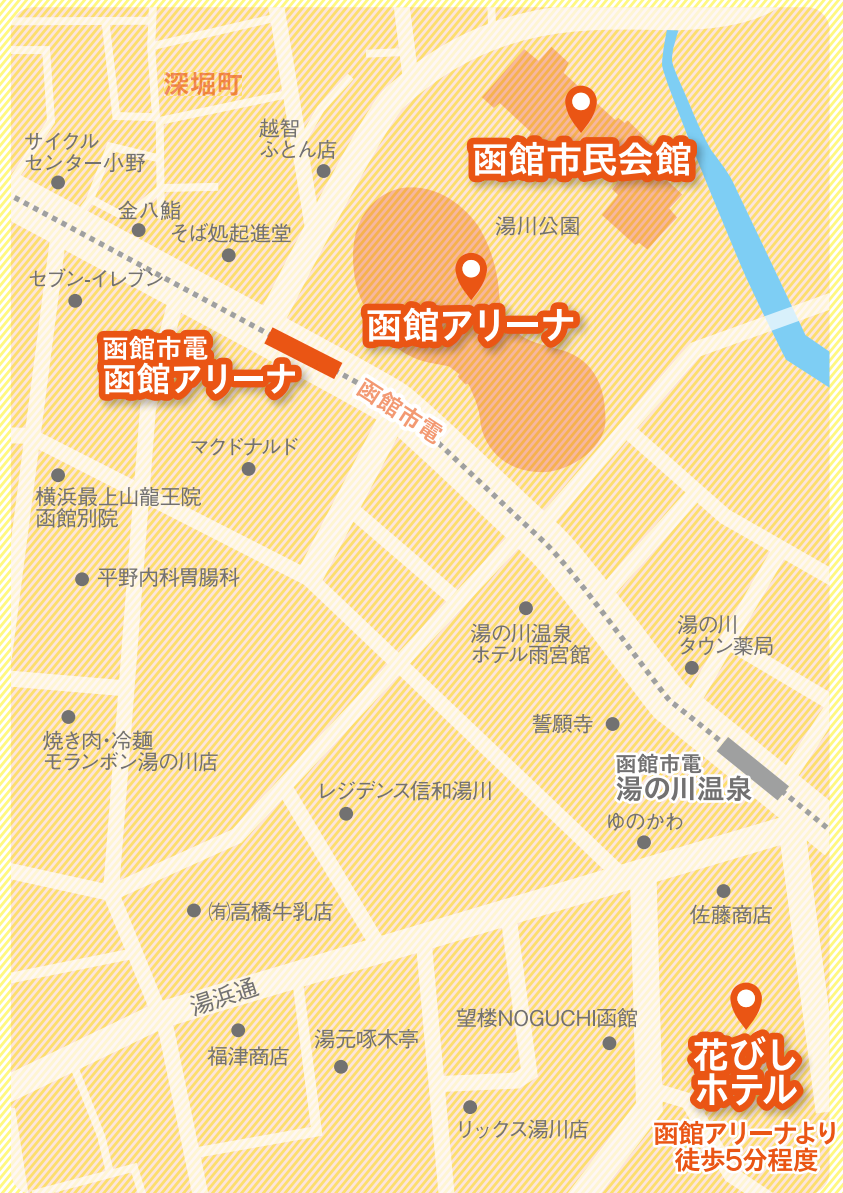 深堀町
サイクル
センター小野
越智
ふとん店
函館市民会館
金八鮨
そば処起進堂
湯川公園
セブン-イレブン
函館アリーナ
函館市電
函館アリーナ
函館市電
マクドナルド
横浜最上山龍王院
函館別院
平野内科胃腸科
湯の川温泉
ホテル雨宮館
湯の川
タウン薬局
誓願寺
焼き肉・冷麺
モランボン湯の川店
函館市電
湯の川温泉
レジデンス信和湯川
ゆのかわ
㈲高橋牛乳店
佐藤商店
湯浜通
望楼NOGUCHI函館
福津商店
湯元啄木亭
花びし
ホテル
リックス湯川店
函館アリーナより
徒歩5分程度